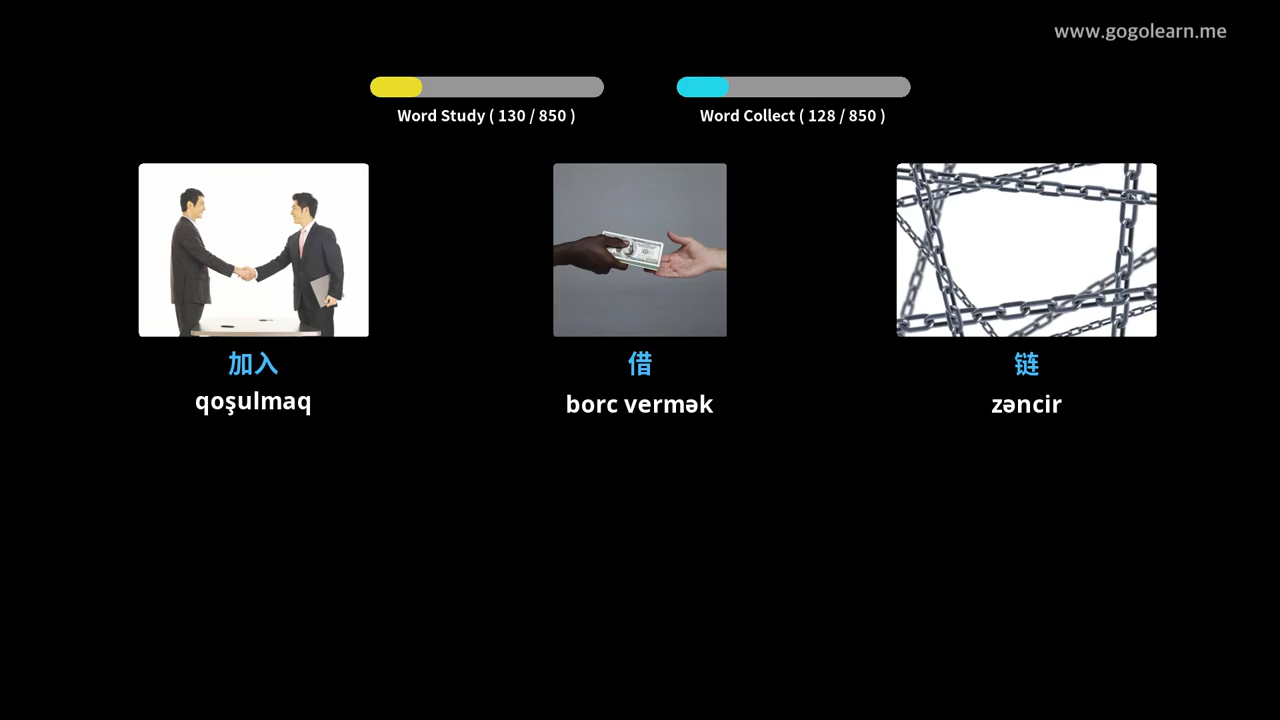 www.gogolearn.me
Word Study ( 130 / 850 )
Word Collect ( 128 / 850 )
加入
借
链
qoşulmaq
borc vermək
zəncir